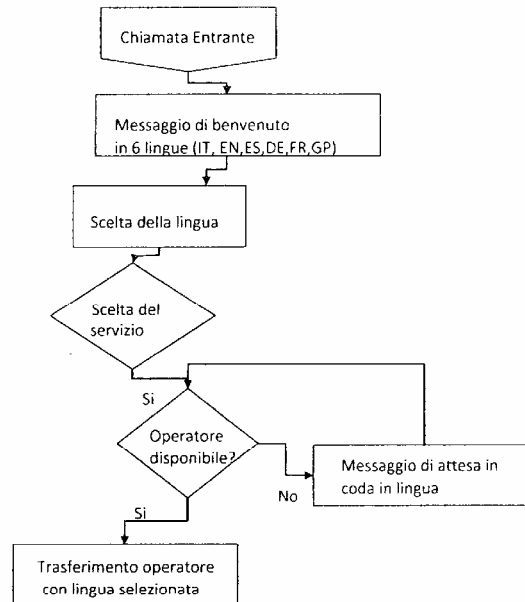 Chiamata Entrante
Messaggio di benvenuto
in 6 lingue (IT, EN,ES,DE,FR,GP)
Scelta della lingua
Scelta del
servizio
Si
Operatore
disponibile?
No
Messaggio di attesa in
coda in lingua
Si
Trasferimento operatore
con lingua selezionata